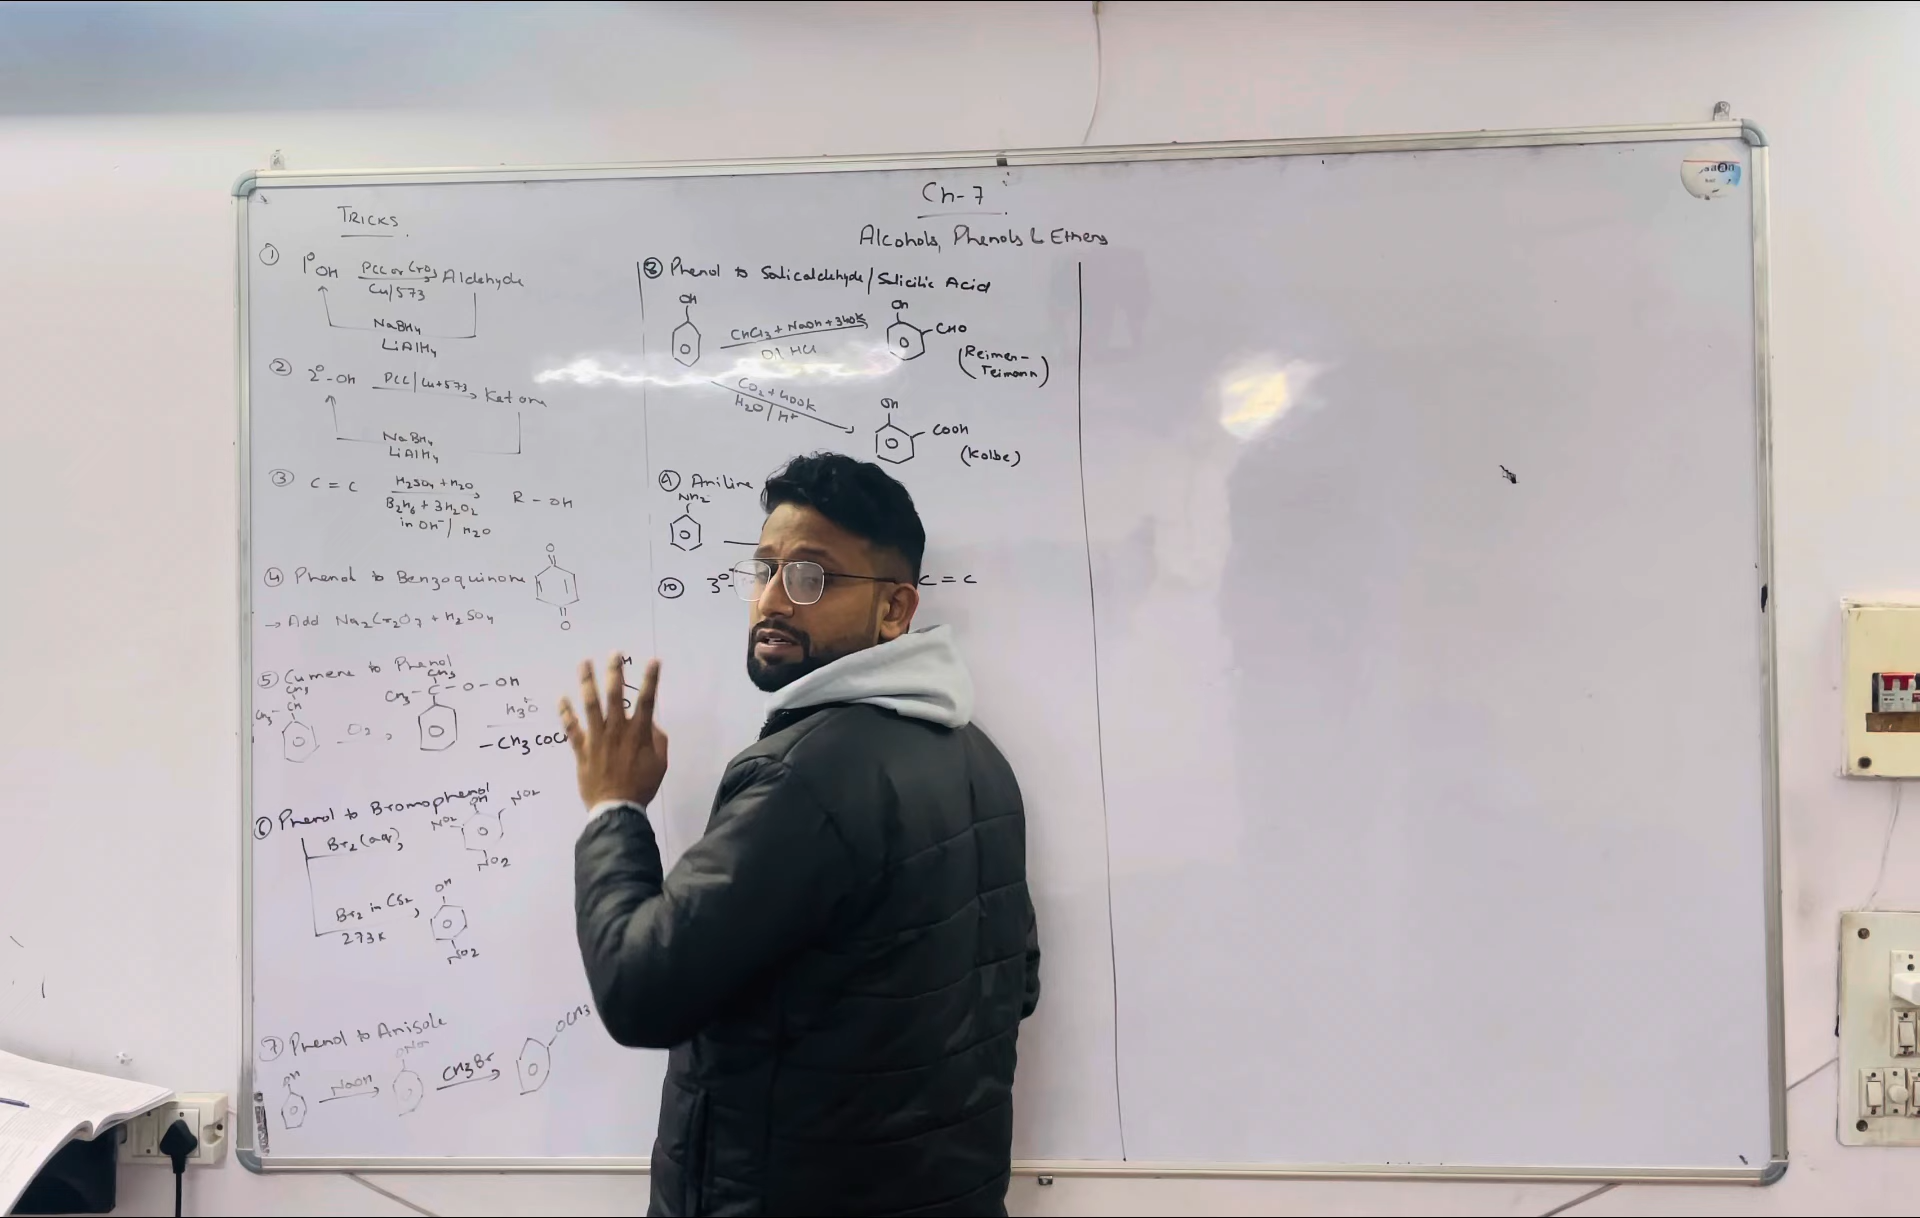 Ch-7
Alcohols, Phenols & Ethers
TRICKS
① 1° OH PCC or CrO3 Aldehyde
Cu/573
NaBH4
LiAlH4
② 2°-OH PCC/Cu+573 Ketone
NaBH4
LiAlH4
③ C = C H2SO4 + H2O R - OH
B2H6 + 3H2O2
in OH-/H2O
④ Phenol to Benzoquinone
O
O
→ Add Na2Cr2O7 + H2SO4
⑤ Cumene to Phenol
CH3
CH3 - CH
O2
CH3
CH3 - C - O - OH
H3O+
- CH3COC
⑥ Phenol to Bromophenol
Br2 (aq)
OH
NO2
NO2
NO2
Br2 in CS2
273K
OH
NO2
⑦ Phenol to Anisole
OH
NaOH
ONa
CH3Br
OCH3
⑧ Phenol to Salicaldehyde/Salicilic Acid
OH
CHCl3 + NaOH + 340K
Dil HCl
OH
CHO
(Reimer-
Teimann)
CO2 + 400K
H2O/H+
OH
COOH
(Kolbe)
⑨ Aniline
NH2
⑩ 3°- C = C